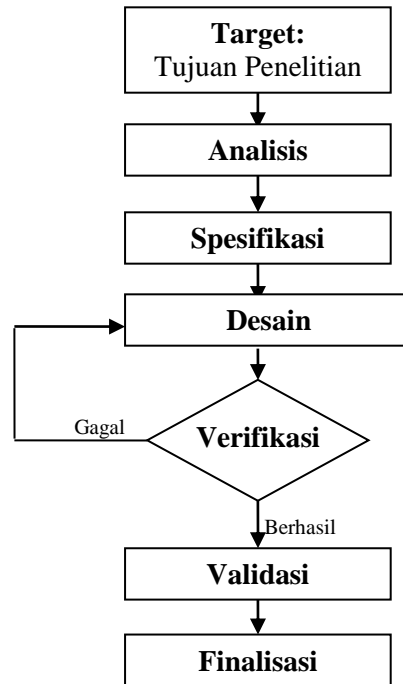 Target:
Tujuan Penelitian
Analisis
Spesifikasi
Desain
Verifikasi
Gagal
Berhasil
Validasi
Finalisasi